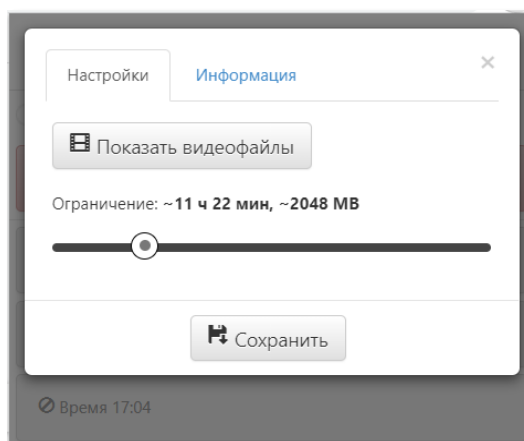 Настройки Информация ×
Показать видеофайлы
Ограничение: ~11 ч 22 мин, ~2048 MB
Сохранить
Время 17:04